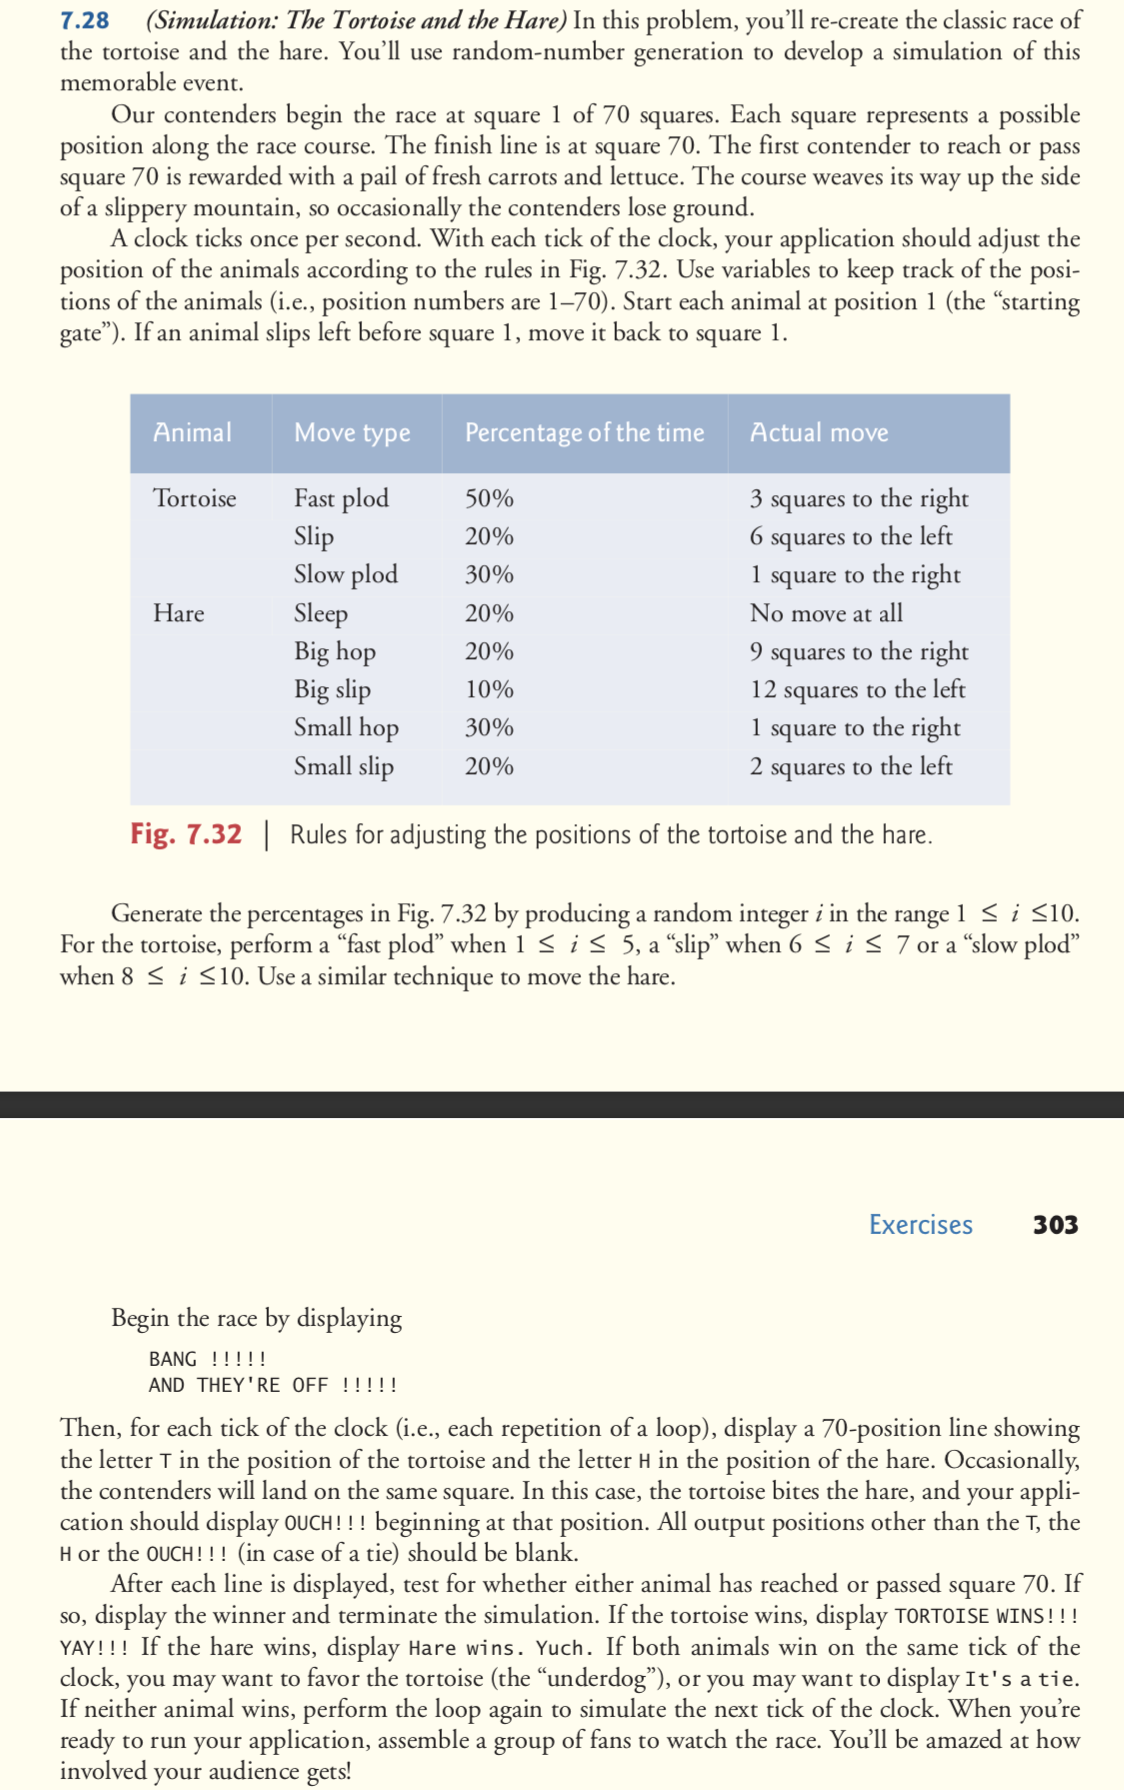 7.28 (Simulation: The Tortoise and the Hare) In this problem, you’ll re-create the classic race of
the tortoise and the hare. You’ll use random-number generation to develop a simulation of this
memorable event.
Our contenders begin the race at square 1 of 70 squares. Each square represents a possible
position along the race course. The finish line is at square 70. The first contender to reach or pass
square 70 is rewarded with a pail of fresh carrots and lettuce. The course weaves its way up the side
of a slippery mountain, so occasionally the contenders lose ground.
A clock ticks once per second. With each tick of the clock, your application should adjust the
position of the animals according to the rules in Fig. 7.32. Use variables to keep track of the posi-
tions of the animals (i.e., position numbers are 1–70). Start each animal at position 1 (the “starting
gate”). If an animal slips left before square 1, move it back to square 1.
Animal Move type Percentage of the time Actual move
Tortoise Fast plod 50% 3 squares to the right
Slip 20% 6 squares to the left
Slow plod 30% 1 square to the right
Hare Sleep 20% No move at all
Big hop 20% 9 squares to the right
Big slip 10% 12 squares to the left
Small hop 30% 1 square to the right
Small slip 20% 2 squares to the left
Fig. 7.32 | Rules for adjusting the positions of the tortoise and the hare.
Generate the percentages in Fig. 7.32 by producing a random integer i in the range 1 ≤ i ≤10.
For the tortoise, perform a “fast plod” when 1 ≤ i ≤ 5, a “slip” when 6 ≤ i ≤ 7 or a “slow plod”
when 8 ≤ i ≤10. Use a similar technique to move the hare.
Exercises 303
Begin the race by displaying
BANG !!!!!
AND THEY'RE OFF !!!!!
Then, for each tick of the clock (i.e., each repetition of a loop), display a 70-position line showing
the letter T in the position of the tortoise and the letter H in the position of the hare. Occasionally,
the contenders will land on the same square. In this case, the tortoise bites the hare, and your appli-
cation should display OUCH!!! beginning at that position. All output positions other than the T, the
H or the OUCH!!! (in case of a tie) should be blank.
After each line is displayed, test for whether either animal has reached or passed square 70. If
so, display the winner and terminate the simulation. If the tortoise wins, display TORTOISE WINS!!!
YAY!!! If the hare wins, display Hare wins. Yuch. If both animals win on the same tick of the
clock, you may want to favor the tortoise (the “underdog”), or you may want to display It's a tie.
If neither animal wins, perform the loop again to simulate the next tick of the clock. When you’re
ready to run your application, assemble a group of fans to watch the race. You’ll be amazed at how
involved your audience gets!